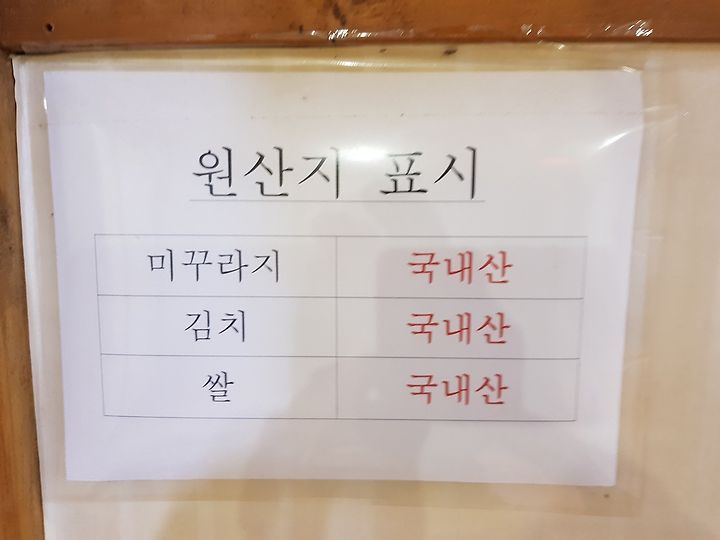 원산지 표시
미꾸라지 국내산
김치 국내산
쌀 국내산